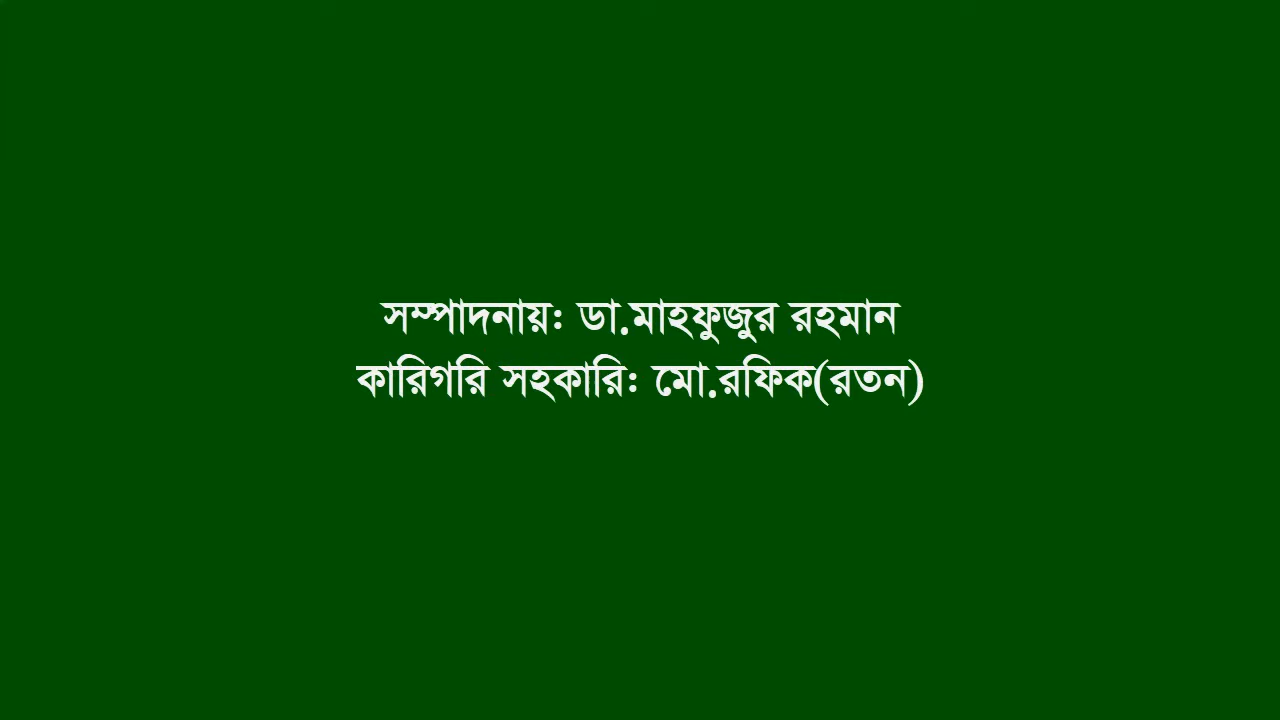 সম্পাদনায়: ডা.মাহফুজুর রহমান
কারিগরি সহকারি: মো.রফিক(রতন)